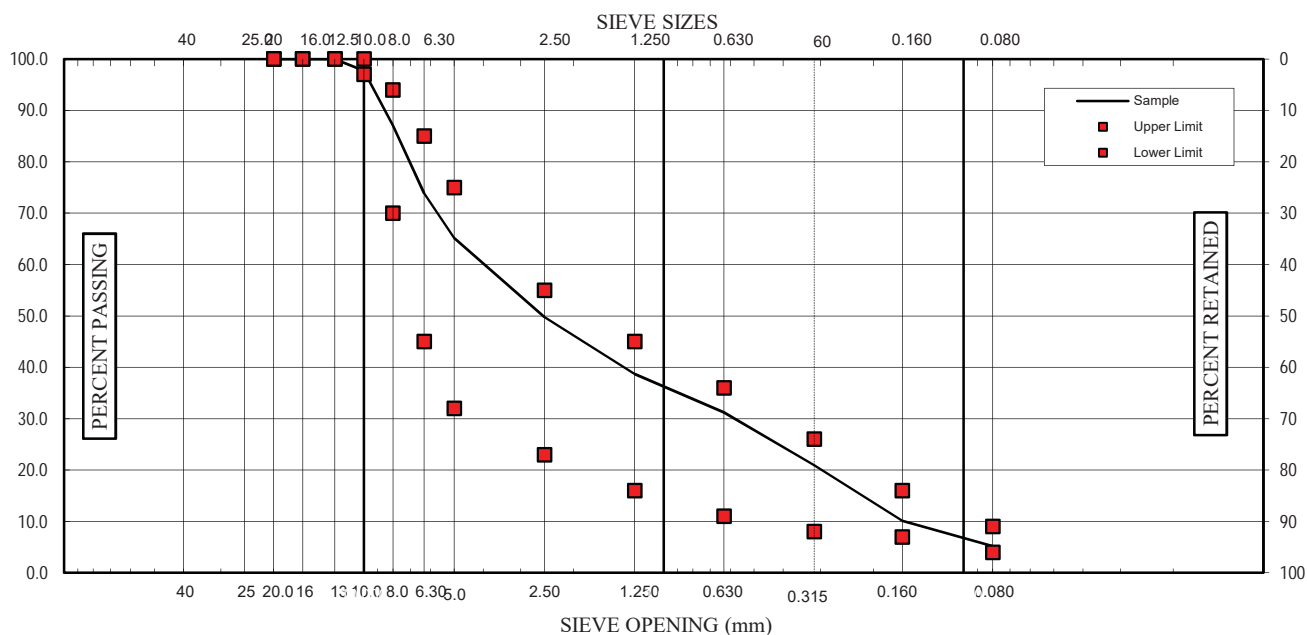 SIEVE SIZES
40 25.0 20 16.0 12.5 10.0 8.0 6.30 2.50 1.250 0.630 60 0.160 0.080
100.0 0
90.0 10
80.0 20
70.0 30
60.0 40
50.0 50
40.0 60
30.0 70
20.0 80
10.0 90
0.0 100
Sample
Upper Limit
Lower Limit
PERCENT PASSING
PERCENT RETAINED
40 25 20.0 16 13 10.0 8.0 6.30 5.0 2.50 1.250 0.630 0.315 0.160 0.080
SIEVE OPENING (mm)